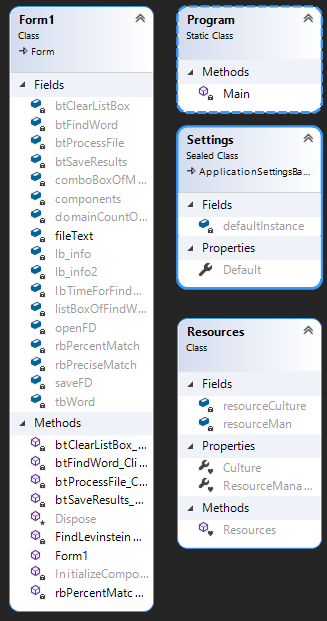 Form1
Class
Form
Fields
btClearListBox
btFindWord
btProcessFile
btSaveResults
comboBoxOfM...
components
domainCountO...
fileText
lb_info
lb_info2
lbTimeForFind...
listBoxOfFindW...
openFD
rbPercentMatch
rbPreciseMatch
saveFD
tbWord
Methods
btClearListBox_...
btFindWord_Cli...
btProcessFile_C...
btSaveResults_...
Dispose
FindLevinstein...
Form1
InitializeCompo...
rbPercentMatc...
Program
Static Class
Methods
Main
Settings
Sealed Class
ApplicationSettingsBa...
Fields
defaultInstance
Properties
Default
Resources
Class
Fields
resourceCulture
resourceMan
Properties
Culture
ResourceMana...
Methods
Resources